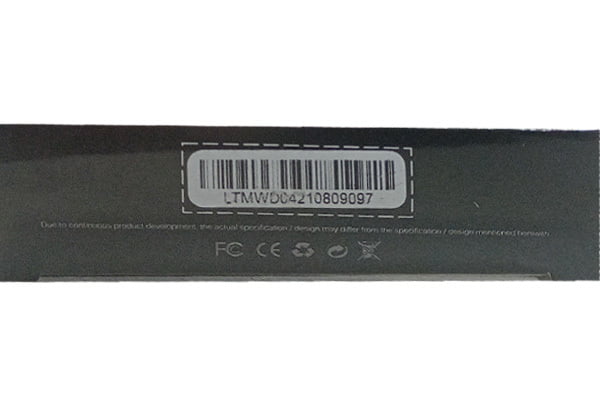 LTMWD04210809097
Due to continuous product development, the actual specification / design may differ from the specification / design mentioned herewith.
FC CE